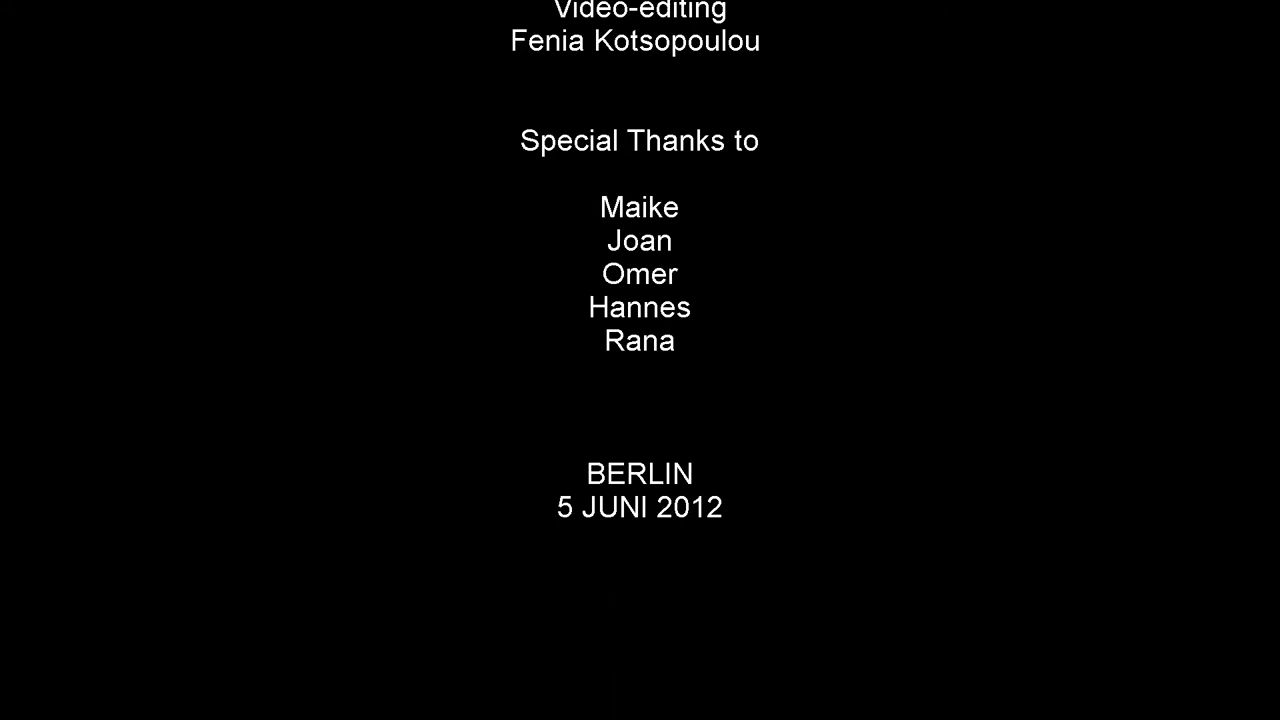 Video-editing
Fenia Kotsopoulou
Special Thanks to
Maike
Joan
Omer
Hannes
Rana
BERLIN
5 JUNI 2012